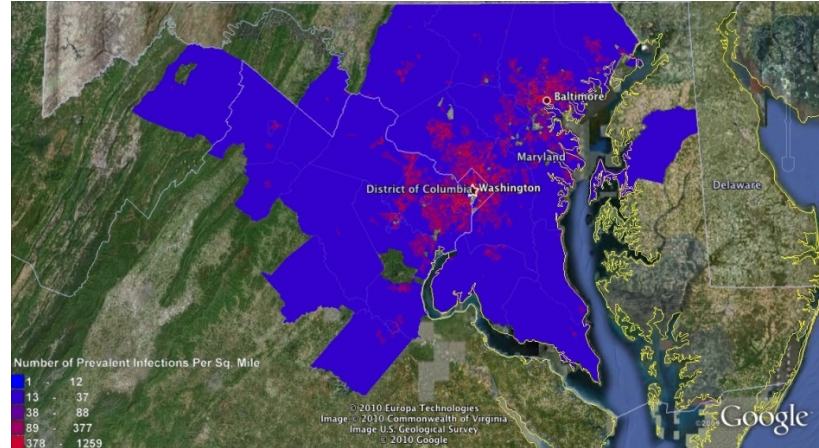 Baltimore
Maryland
District of Columbia Washington
Delaware
Number of Prevalent Infections Per Sq. Mile
1 - 12
13 - 37
38 - 88
89 - 377
378 - 1259
© 2010 Europa Technologies
Image © 2010 Commonwealth of Virginia
Image U.S. Geological Survey
© 2010 Google
Google